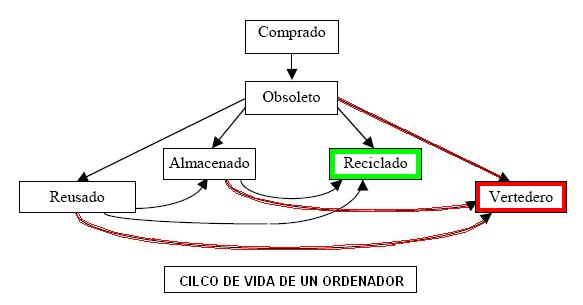 Comprado
Obsoleto
Almacenado
Reciclado
Reusado
Vertedero
CILCO DE VIDA DE UN ORDENADOR